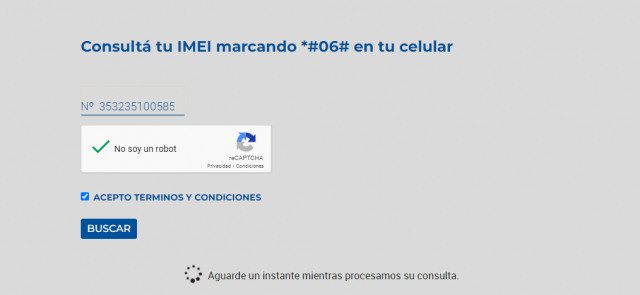 Consultá tu IMEI marcando *#06# en tu celular
Nº 353235100585
No soy un robot
reCAPTCHA
Privacidad - Condiciones
ACEPTO TERMINOS Y CONDICIONES
BUSCAR
Aguarde un instante mientras procesamos su consulta.